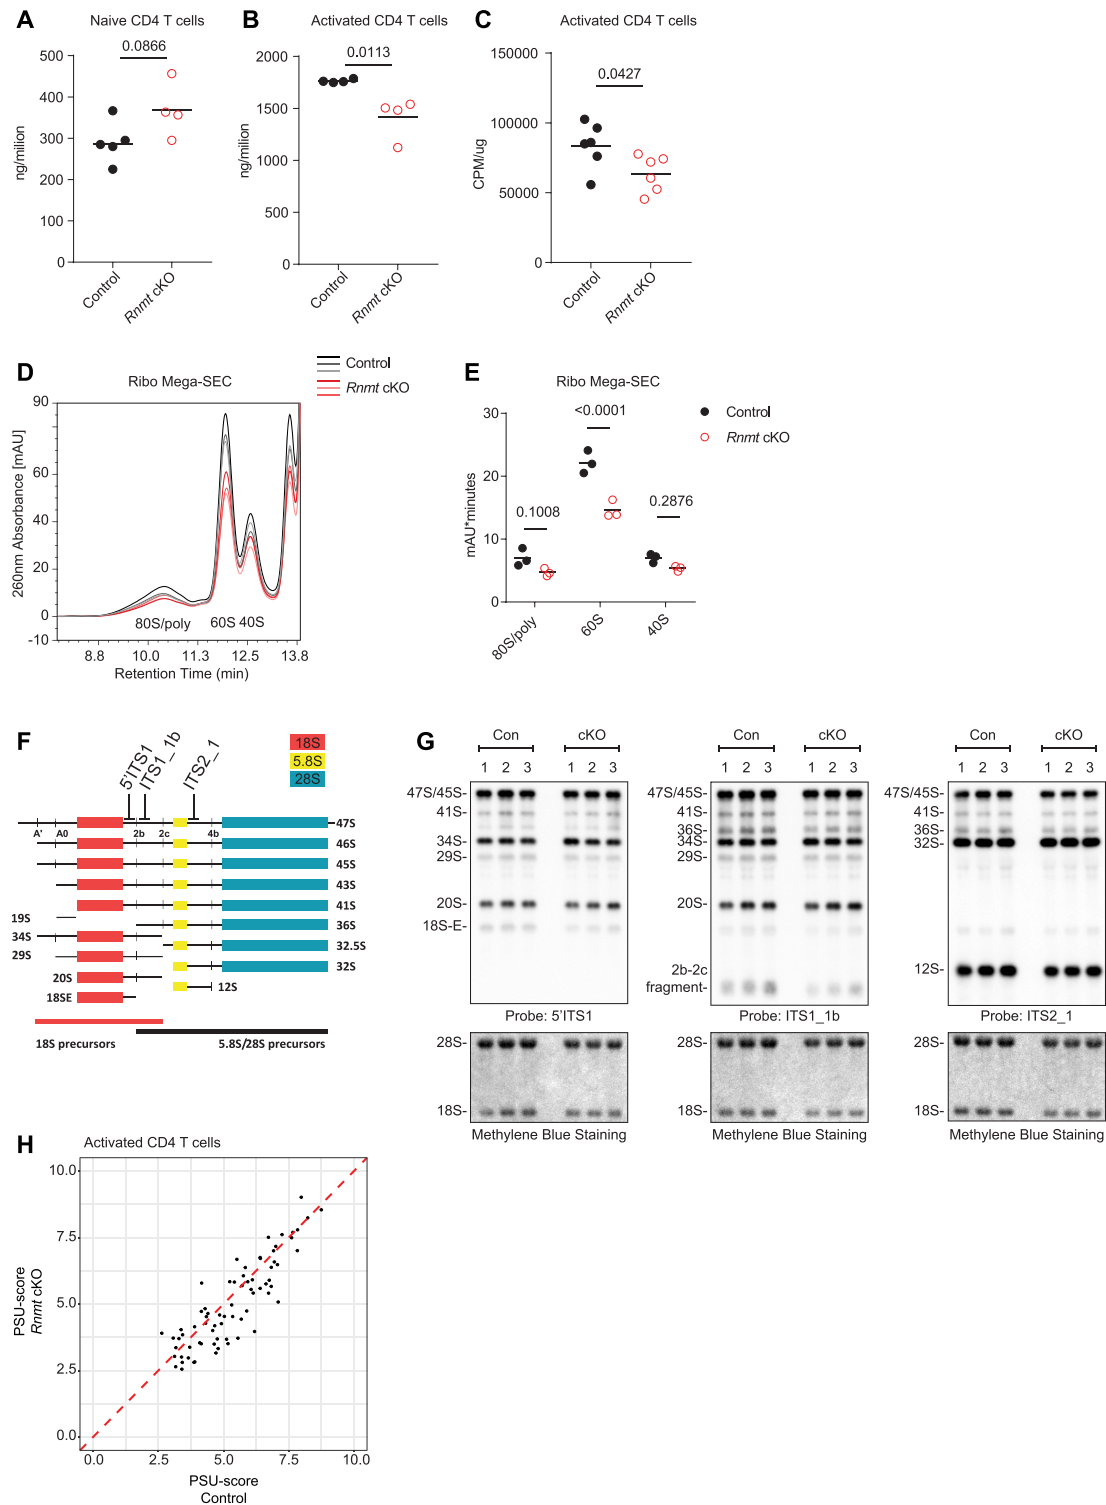 A
Naive CD4 T cells
0.0866
500
400
300
200
100
0
ng/milion
Control
Rnmt cKO
B
Activated CD4 T cells
0.0113
2000
1500
1000
500
0
ng/milion
Control
Rnmt cKO
C
Activated CD4 T cells
0.0427
150000
100000
50000
0
CPM/ug
Control
Rnmt cKO
D
Ribo Mega-SEC
Control
Rnmt cKO
90
60
40
20
0
-10
260nm Absorbance [mAU]
80S/poly
60S 40S
8.8 10.0 11.3 12.5 13.8
Retention Time (min)
E
Ribo Mega-SEC
Control
Rnmt cKO
30
20
10
0
mAU*minutes
0.1008
<0.0001
0.2876
80S/poly
60S
40S
F
5'ITS1
ITS1_1b
ITS2_1
18S
5.8S
28S
A' A0 2b 2c 2c 4b
47S
46S
45S
43S
41S
19S
36S
34S
32.5S
29S
32S
20S
12S
18SE
18S precursors
5.8S/28S precursors
G
Con cKO
1 2 3 1 2 3
47S/45S-
41S-
34S-
29S-
20S-
18S-E-
Probe: 5'ITS1
28S-
18S-
Methylene Blue Staining
Con cKO
1 2 3 1 2 3
47S/45S-
41S-
36S-
34S-
29S-
20S-
2b-2c
fragment-
Probe: ITS1_1b
28S-
18S-
Methylene Blue Staining
Con cKO
1 2 3 1 2 3
47S/45S-
41S-
36S-
32S-
12S-
Probe: ITS2_1
28S-
18S-
Methylene Blue Staining
H
Activated CD4 T cells
10.0
7.5
5.0
2.5
0.0
PSU-score
Rnmt cKO
0.0 2.5 5.0 7.5 10.0
PSU-score
Control